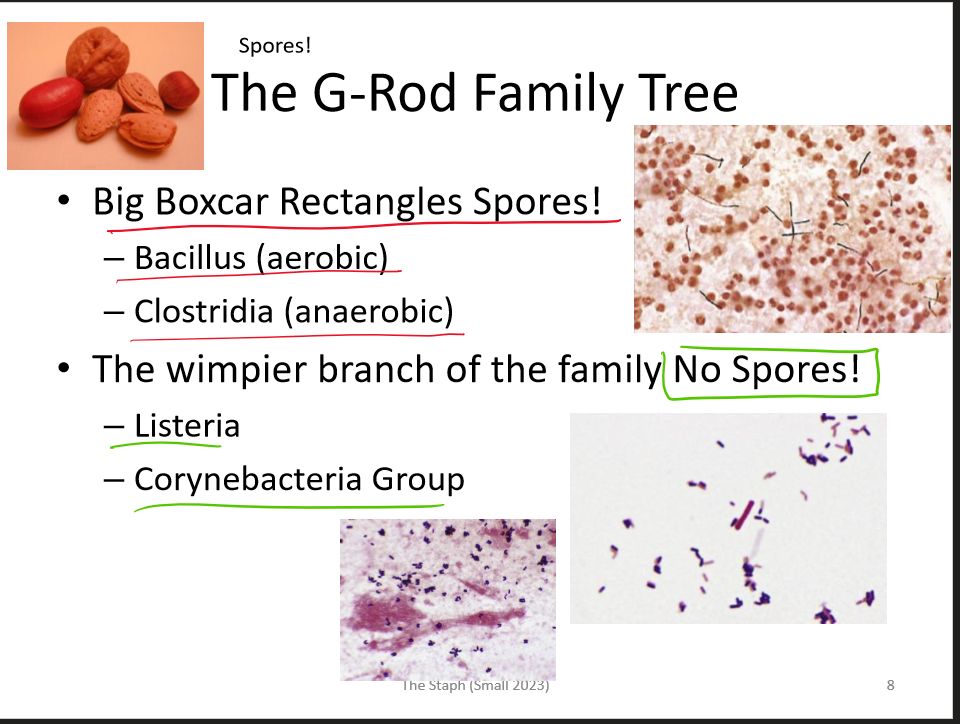 Spores!
The G-Rod Family Tree
• Big Boxcar Rectangles Spores!
– Bacillus (aerobic)
– Clostridia (anaerobic)
• The wimpier branch of the family No Spores!
– Listeria
– Corynebacteria Group
The Staph (Small 2023)
8